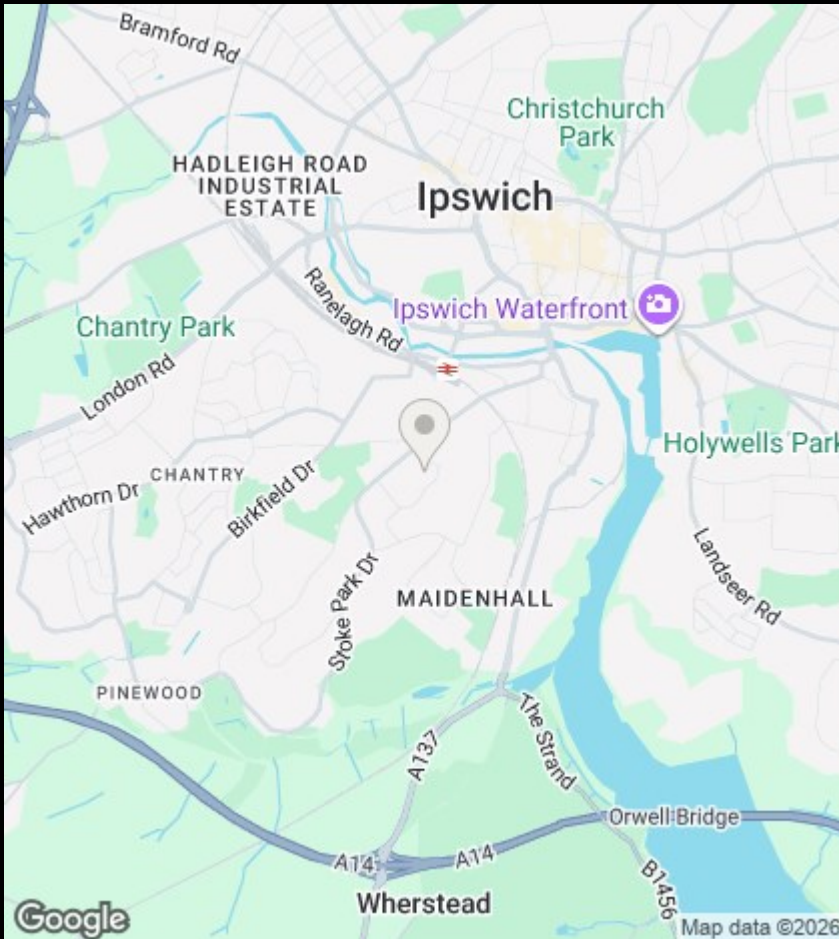 Bramford Rd
Christchurch
Park
HADLEIGH ROAD
INDUSTRIAL
ESTATE
Ipswich
Ranelagh Rd
Ipswich Waterfront
Chantry Park
London Rd
Holywells Park
CHANTRY
Hawthorn Dr
Birkfield Dr
Landseer Rd
Stoke Park Dr
MAIDENHALL
PINEWOOD
The Strand
A137
Orwell Bridge
A14
A14
B1456
Wherstead
Google
Map data ©2026